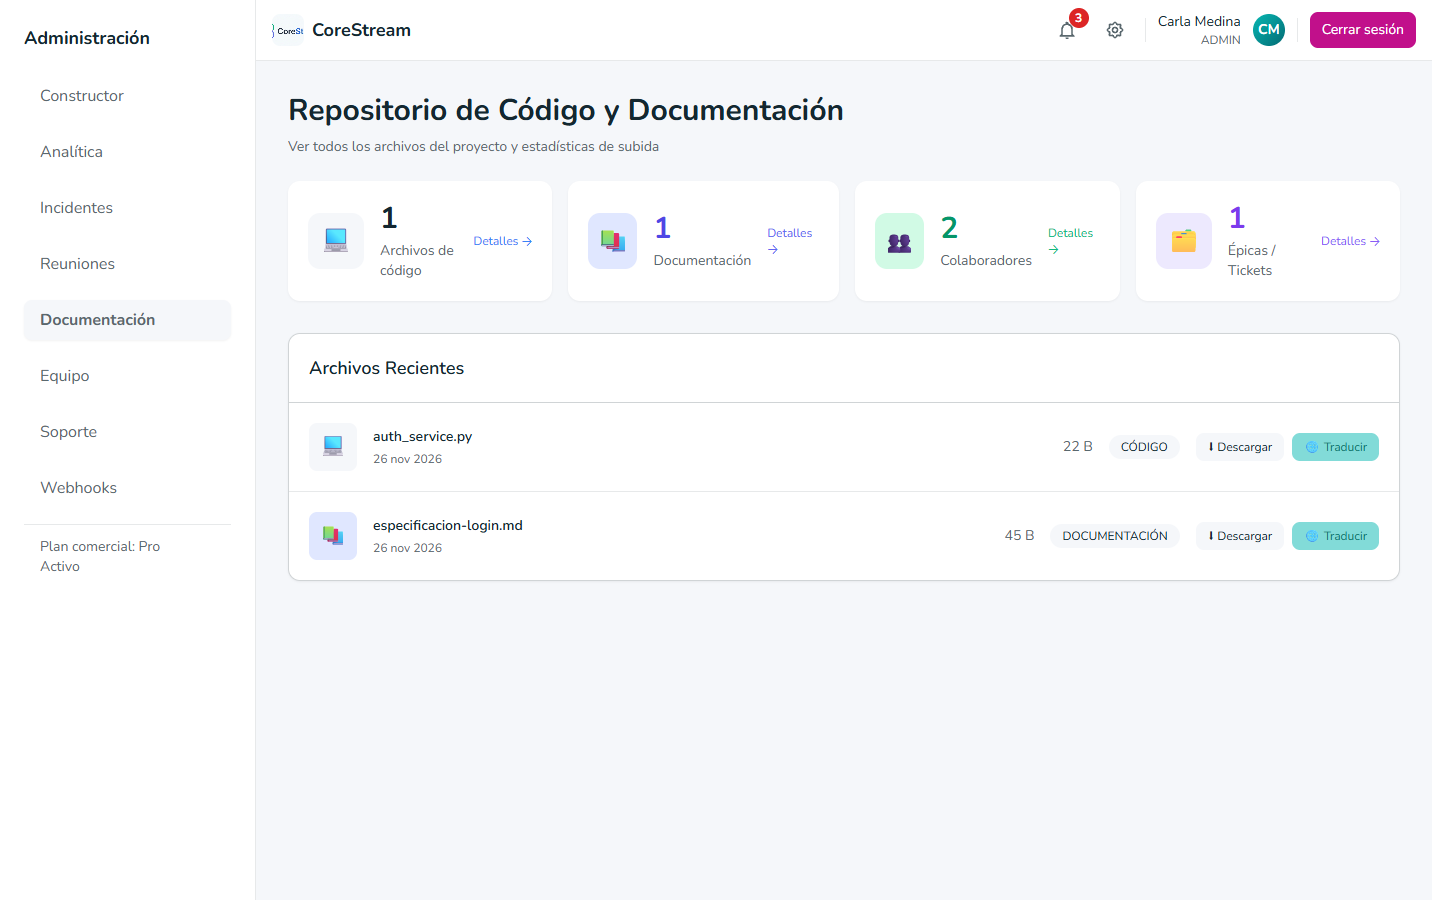 Administración
Constructor
Analítica
Incidentes
Reuniones
Documentación
Equipo
Soporte
Webhooks
Plan comercial: Pro
Activo
CoreSt
CoreStream
3
Carla Medina
ADMIN
CM
Cerrar sesión
Repositorio de Código y Documentación
Ver todos los archivos del proyecto y estadísticas de subida
1
Archivos de
código
Detalles →
1
Documentación
Detalles
→
2
Colaboradores
Detalles
→
1
Épicas /
Tickets
Detalles →
Archivos Recientes
auth_service.py
26 nov 2026
22 B
CÓDIGO
⬇ Descargar
🌐 Traducir
especificacion-login.md
26 nov 2026
45 B
DOCUMENTACIÓN
⬇ Descargar
🌐 Traducir